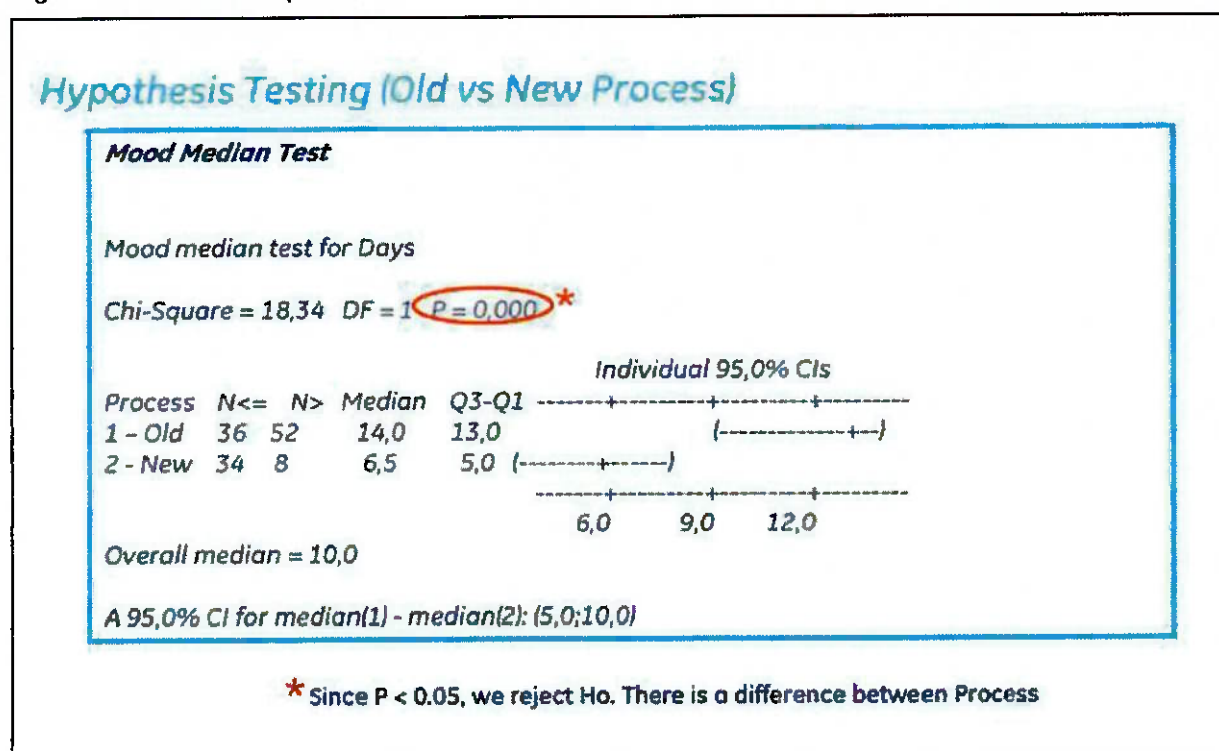 Hypothesis Testing (Old vs New Process)
Mood Median Test
Mood median test for Days
Chi-Square = 18,34 DF = 1 P = 0,000 *
Individual 95,0% CIs
Process N<= N> Median Q3-Q1 -------+---------+---------+---------
1 - Old 36 52 14,0 13,0 (-------------+--)
2 - New 34 8 6,5 5,0 (--------+------)
-------+---------+---------+---------
6,0 9,0 12,0
Overall median = 10,0
A 95,0% CI for median(1) - median(2): (5,0;10,0)
* Since P < 0.05, we reject Ho. There is a difference between Process